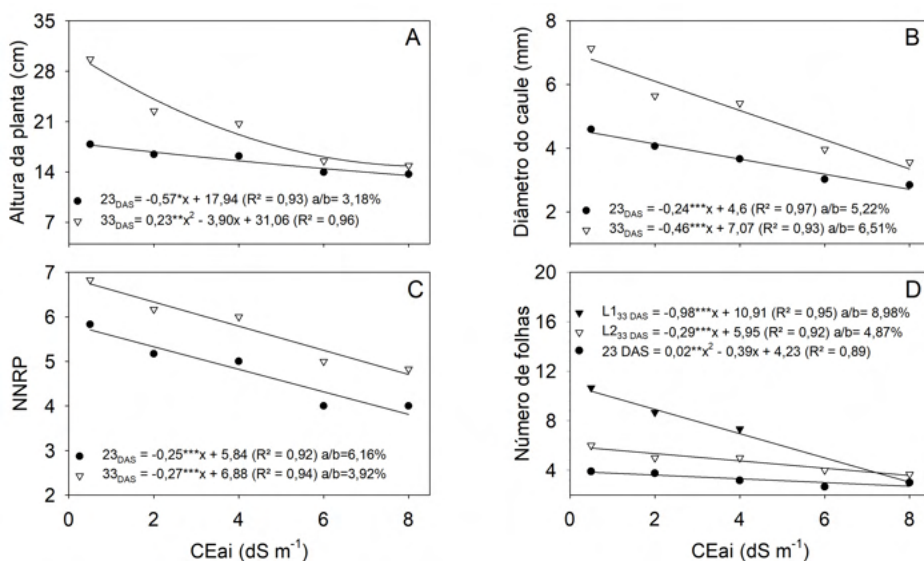 35
28
21
14
7
Altura da planta (cm)
A
23DAS= -0,57*x + 17,94 (R² = 0,93) a/b= 3,18%
33DAS= 0,23**x² - 3,90x + 31,06 (R² = 0,96)
8
6
4
2
Diâmetro do caule (mm)
B
23DAS= -0,24***x + 4,6 (R² = 0,97) a/b= 5,22%
33DAS= -0,46***x + 7,07 (R² = 0,93) a/b= 6,51%
7
6
5
4
3
2
NNRP
C
23DAS= -0,25***x + 5,84 (R² = 0,92) a/b=6,16%
33DAS= -0,27***x + 6,88 (R² = 0,94) a/b=3,92%
0 2 4 6 8
CEai (dS m⁻¹)
20
16
12
8
4
Número de folhas
D
L1 33 DAS = -0,98***x + 10,91 (R² = 0,95) a/b= 8,98%
L2 33 DAS = -0,29***x + 5,95 (R² = 0,92) a/b= 4,87%
23 DAS = 0,02**x² - 0,39x + 4,23 (R² = 0,89)
0 2 4 6 8
CEai (dS m⁻¹)